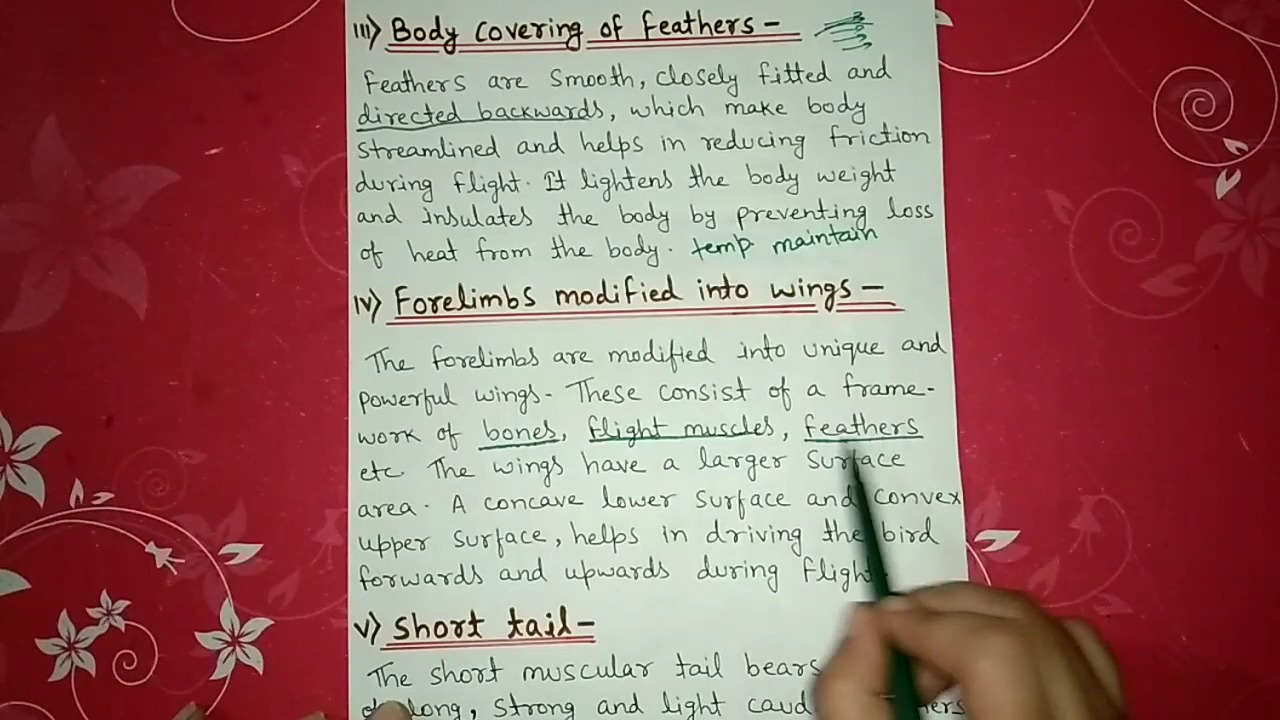 III) Body covering of Feathers -
Feathers are smooth, closely fitted and
directed backwards, which make body
streamlined and helps in reducing friction
during flight. It lightens the body weight
and insulates the body by preventing loss
of heat from the body. temp maintain
IV) Forelimbs modified into wings -
The forelimbs are modified into unique and
powerful wings. These consist of a frame-
work of bones, flight muscles, feathers
etc. The wings have a larger surface
area. A concave lower surface and convex
upper surface, helps in driving the bird
forwards and upwards during flight
V) Short tail -
The short muscular tail bears
long, strong and light